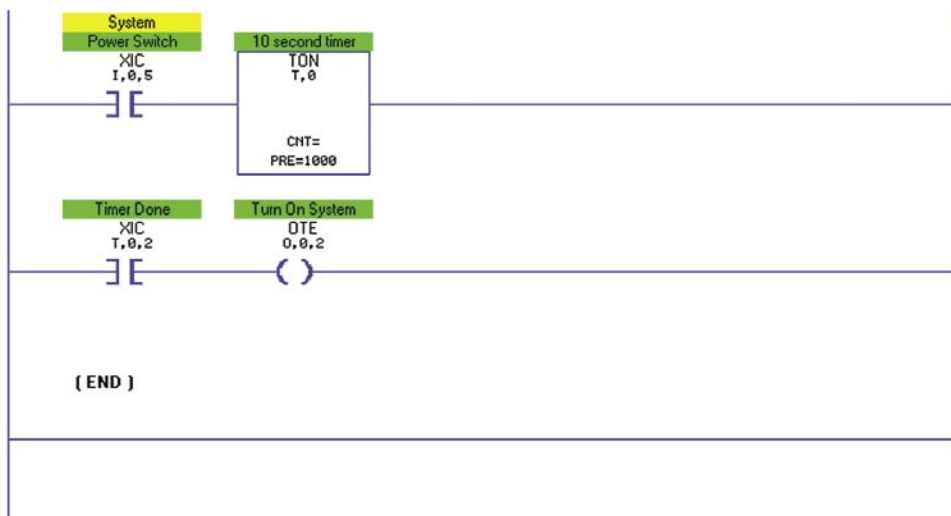 System
Power Switch
XIC
I,0,5
10 second timer
TON
T,0
CNT=
PRE=1000
Timer Done
XIC
T,0,2
Turn On System
OTE
O,0,2
(END)